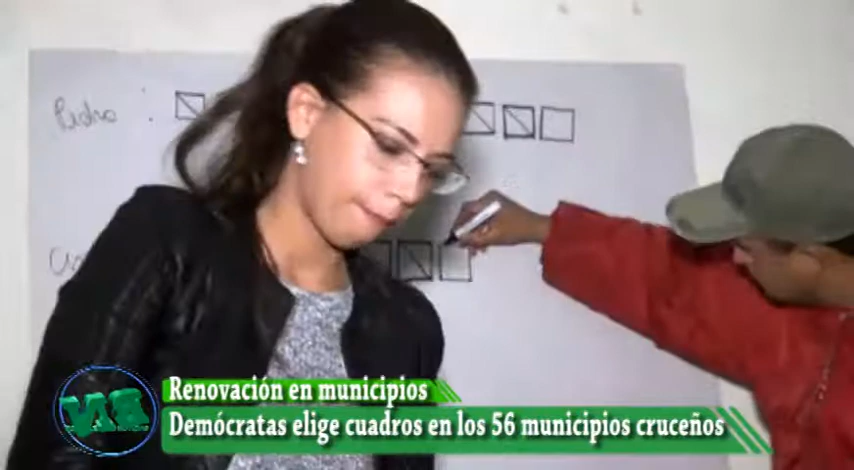 Pedro :
Renovación en municipios
Demócratas elige cuadros en los 56 municipios cruceños